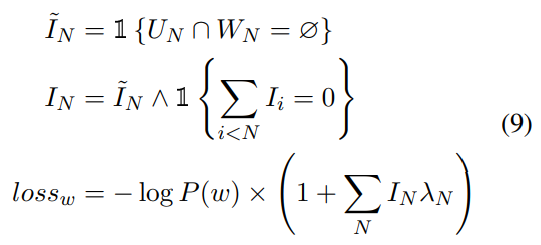 Ĩ_N = 𝟙 {U_N ∩ W_N = ∅}
I_N = Ĩ_N ∧ 𝟙 {∑_{i<N} I_i = 0}
(9)
loss_w = − log P(w) × (1 + ∑_N I_N λ_N)